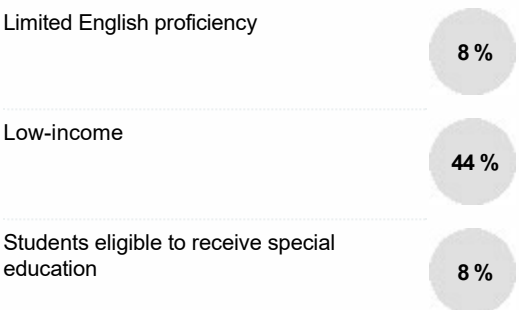 Limited English proficiency
8 %
Low-income
44 %
Students eligible to receive special
education
8 %